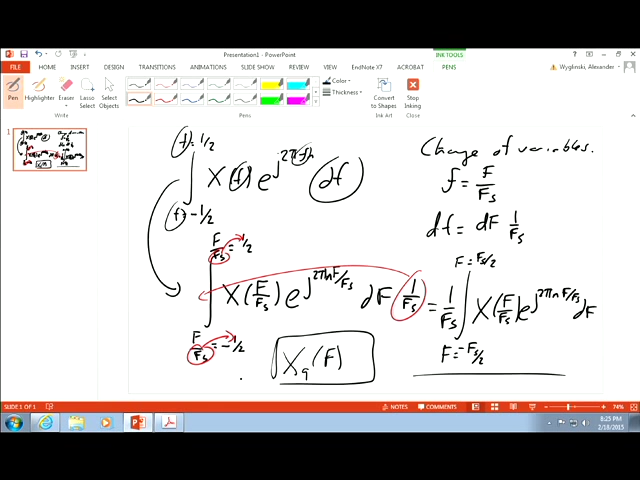 Presentation1 - PowerPoint
INK TOOLS
FILE HOME INSERT DESIGN TRANSITIONS ANIMATIONS SLIDE SHOW REVIEW VIEW EndNote X7 ACROBAT PENS
Wyglinski, Alexander
Pen Highlighter Eraser Lasso Select Select Objects
Color
Thickness
Convert to Shapes Stop Inking
Write Pens
1
f=1/2
∫ X(f) e^{j2πfn} df
f=-1/2
Change of variables.
f = F/Fs
df = dF 1/Fs
F/Fs = 1/2
∫ X(F/Fs) e^{j2πnF/Fs} dF 1/Fs
F/Fs = -1/2
F=Fs/2
= 1/Fs ∫ X(F/Fs) e^{j2πnF/Fs} dF
F=-Fs/2
Xa(F)
SLIDE 1 OF 1
NOTES COMMENTS 74%
8:25 PM
2/18/2015